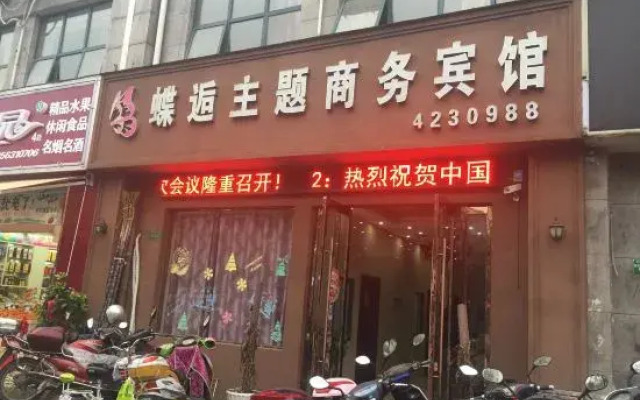 蝶逅主题商务宾馆
4230988
次会议隆重召开！ 2：热烈祝贺中国
精品水果
休闲食品
名烟名酒